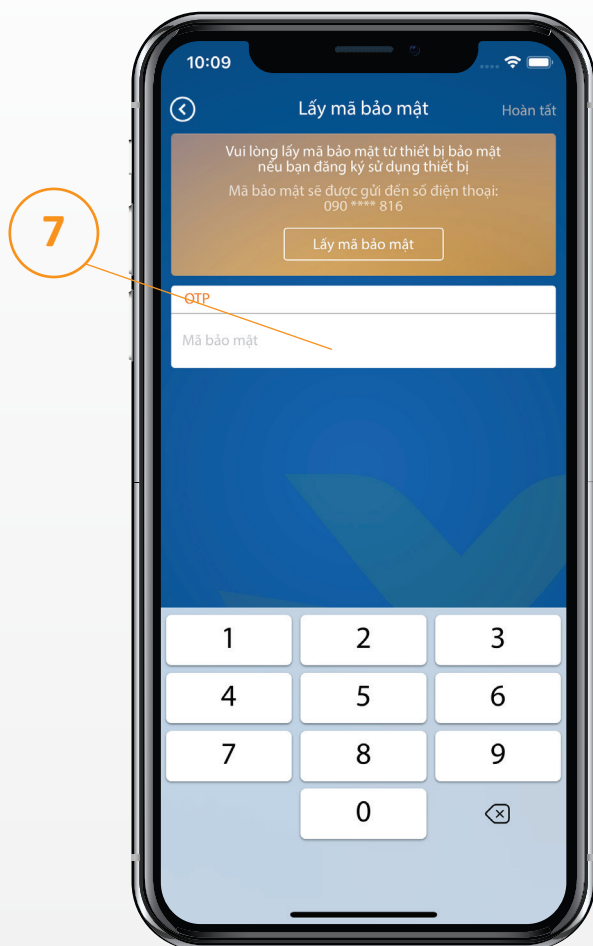 10:09
Lấy mã bảo mật
Hoàn tất
Vui lòng lấy mã bảo mật từ thiết bị bảo mật
nếu bạn đăng ký sử dụng thiết bị
Mã bảo mật sẽ được gửi đến số điện thoại:
090 **** 816
Lấy mã bảo mật
7
OTP
Mã bảo mật
1 2 3
4 5 6
7 8 9
0